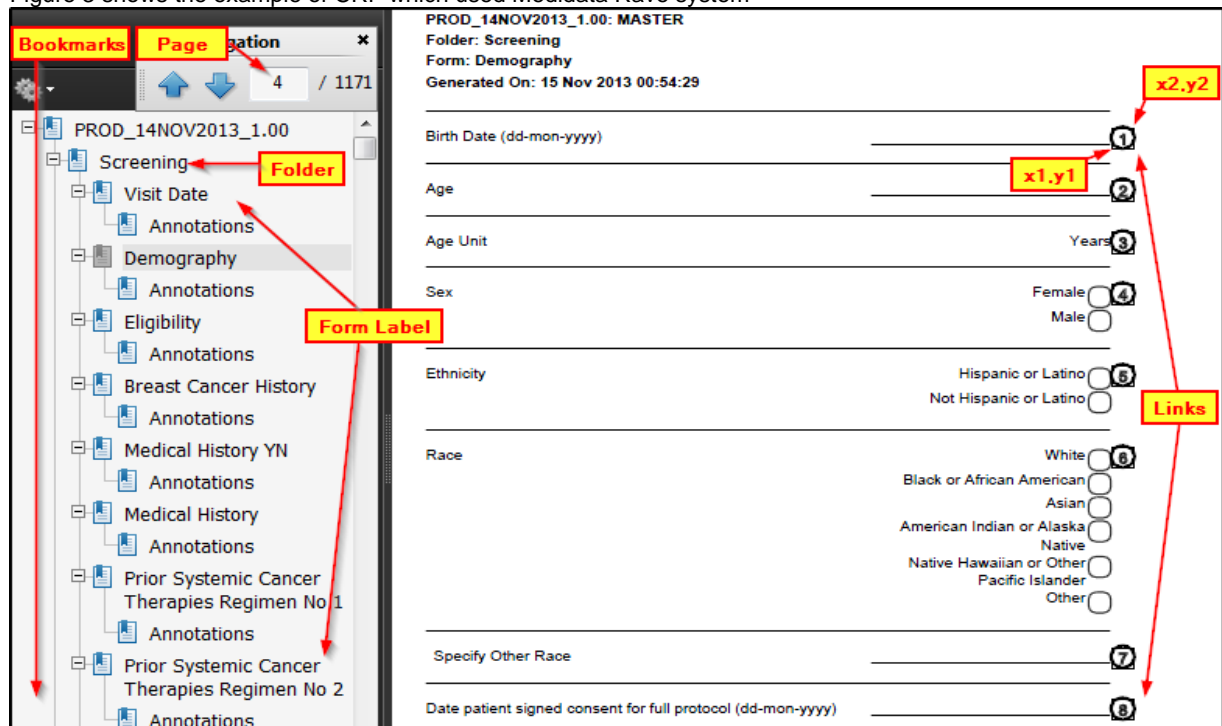 Figure 3 shows the example of CRF which used Medidata Rave system
Bookmarks
Page
gation
×
4 / 1171
PROD_14NOV2013_1.00
Screening
Folder
Visit Date
Annotations
Demography
Annotations
Eligibility
Form Label
Annotations
Breast Cancer History
Annotations
Medical History YN
Annotations
Medical History
Annotations
Prior Systemic Cancer
Therapies Regimen No 1
Annotations
Prior Systemic Cancer
Therapies Regimen No 2
Annotations
PROD_14NOV2013_1.00: MASTER
Folder: Screening
Form: Demography
Generated On: 15 Nov 2013 00:54:29
x2,y2
Birth Date (dd-mon-yyyy) 1
x1,y1
Age 2
Age Unit Years 3
Sex Female 4
Male
Ethnicity Hispanic or Latino 5
Not Hispanic or Latino
Links
Race White 6
Black or African American
Asian
American Indian or Alaska
Native
Native Hawaiian or Other
Pacific Islander
Other
Specify Other Race 7
Date patient signed consent for full protocol (dd-mon-yyyy) 8